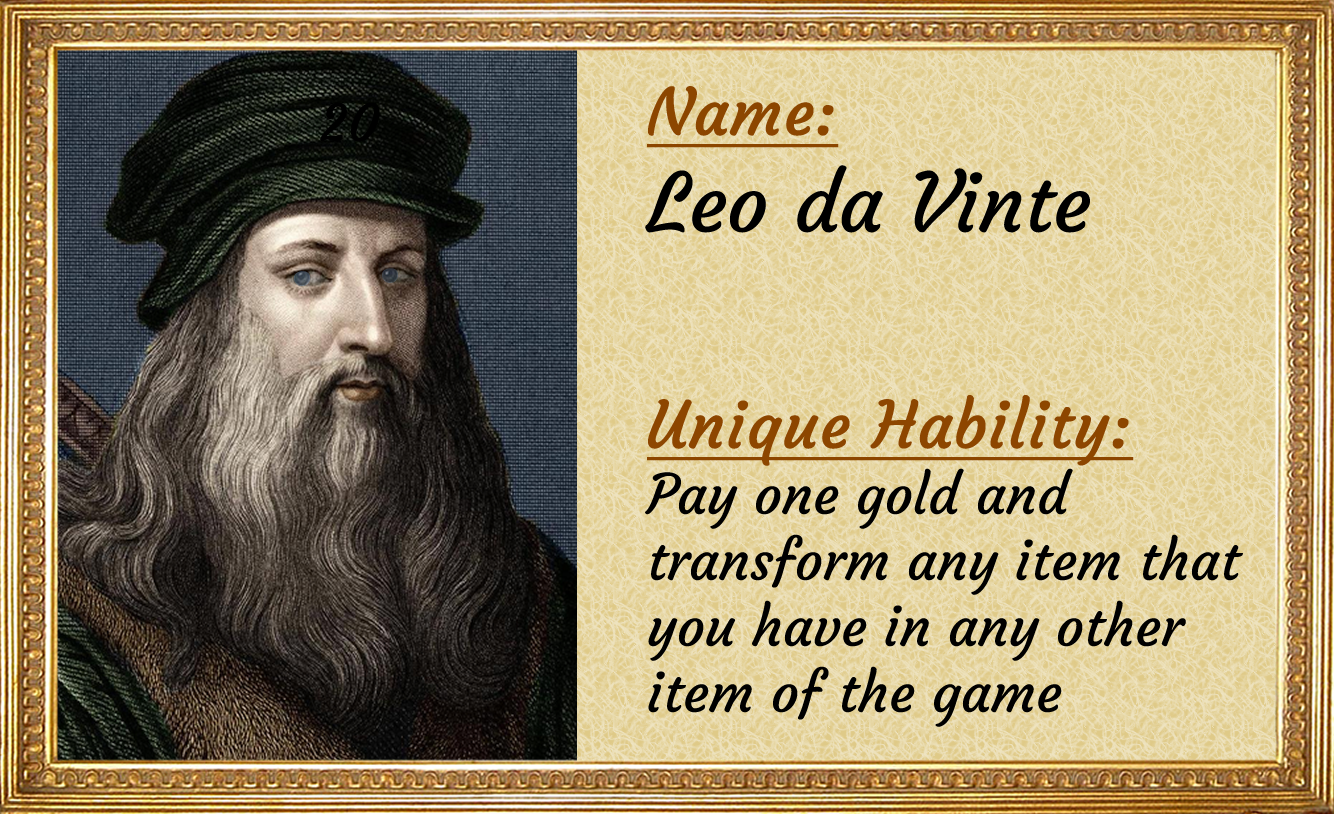 20
Name:
Leo da Vinte
Unique Hability:
Pay one gold and
transform any item that
you have in any other
item of the game